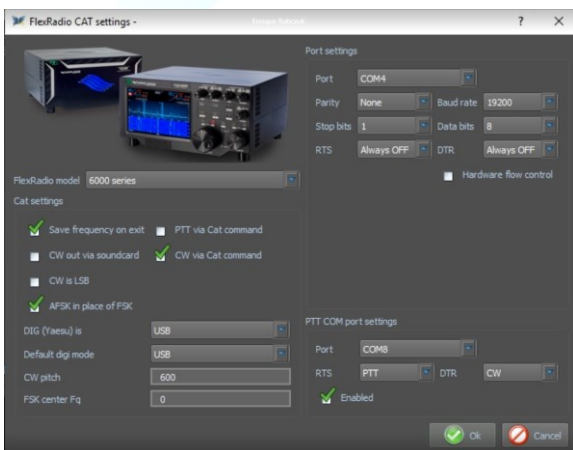 FlexRadio CAT settings -
?
FlexRadio model 6000 series
Cat settings
Save frequency on exit
PTT via Cat command
CW out via soundcard
CW via Cat command
CW is LSB
AFSK in place of FSK
DIG (Yaesu) is USB
Default digi mode USB
CW pitch 600
FSK center Fq 0
Port settings
Port COM4
Parity None Baud rate 19200
Stop bits 1 Data bits 8
RTS Always OFF DTR Always OFF
Hardware flow control
PTT COM port settings
Port COM8
RTS PTT DTR CW
Enabled
Ok Cancel